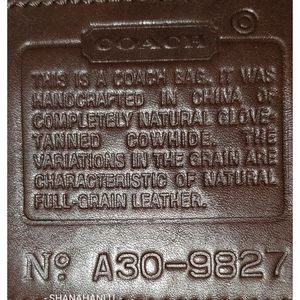 COACH
THIS IS A COACH BAG. IT WAS
HANDCRAFTED IN CHINA OF
COMPLETELY NATURAL GLOVE-
TANNED COWHIDE. THE
VARIATIONS IN THE GRAIN ARE
CHARACTERISTIC OF NATURAL
FULL-GRAIN LEATHER.
Nº A30-9827